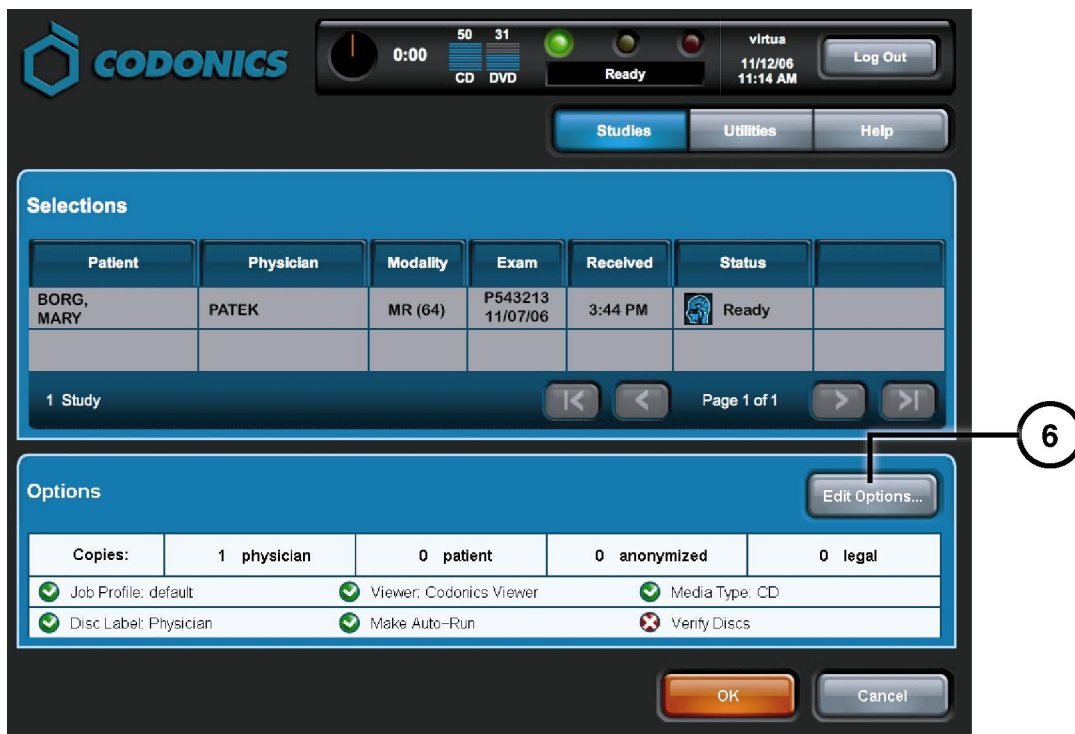 CODONICS
0:00
50 31
CD DVD
Ready
virtua
11/12/06
11:14 AM
Log Out
Studies Utilities Help
Selections
Patient Physician Modality Exam Received Status
BORG,
MARY
PATEK MR (64) P543213
11/07/06
3:44 PM Ready
1 Study Page 1 of 1
6
Options Edit Options...
Copies: 1 physician 0 patient 0 anonymized 0 legal
Job Profile: default Viewer: Codonics Viewer Media Type: CD
Disc Label: Physician Make Auto-Run Verify Discs
OK Cancel